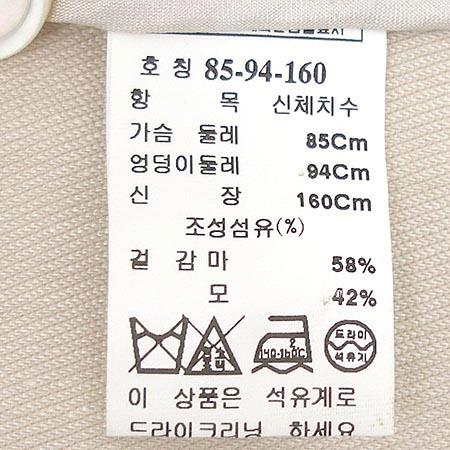 호 칭 85-94-160
항 목 신체치수
가슴 둘레 85Cm
엉덩이둘레 94Cm
신 장 160Cm
조성섬유(%)
겉 감 마 58%
모 42%
140-160℃
2
드라이
석유계
이 상품은 석유계로
드라이크리닝 하세요